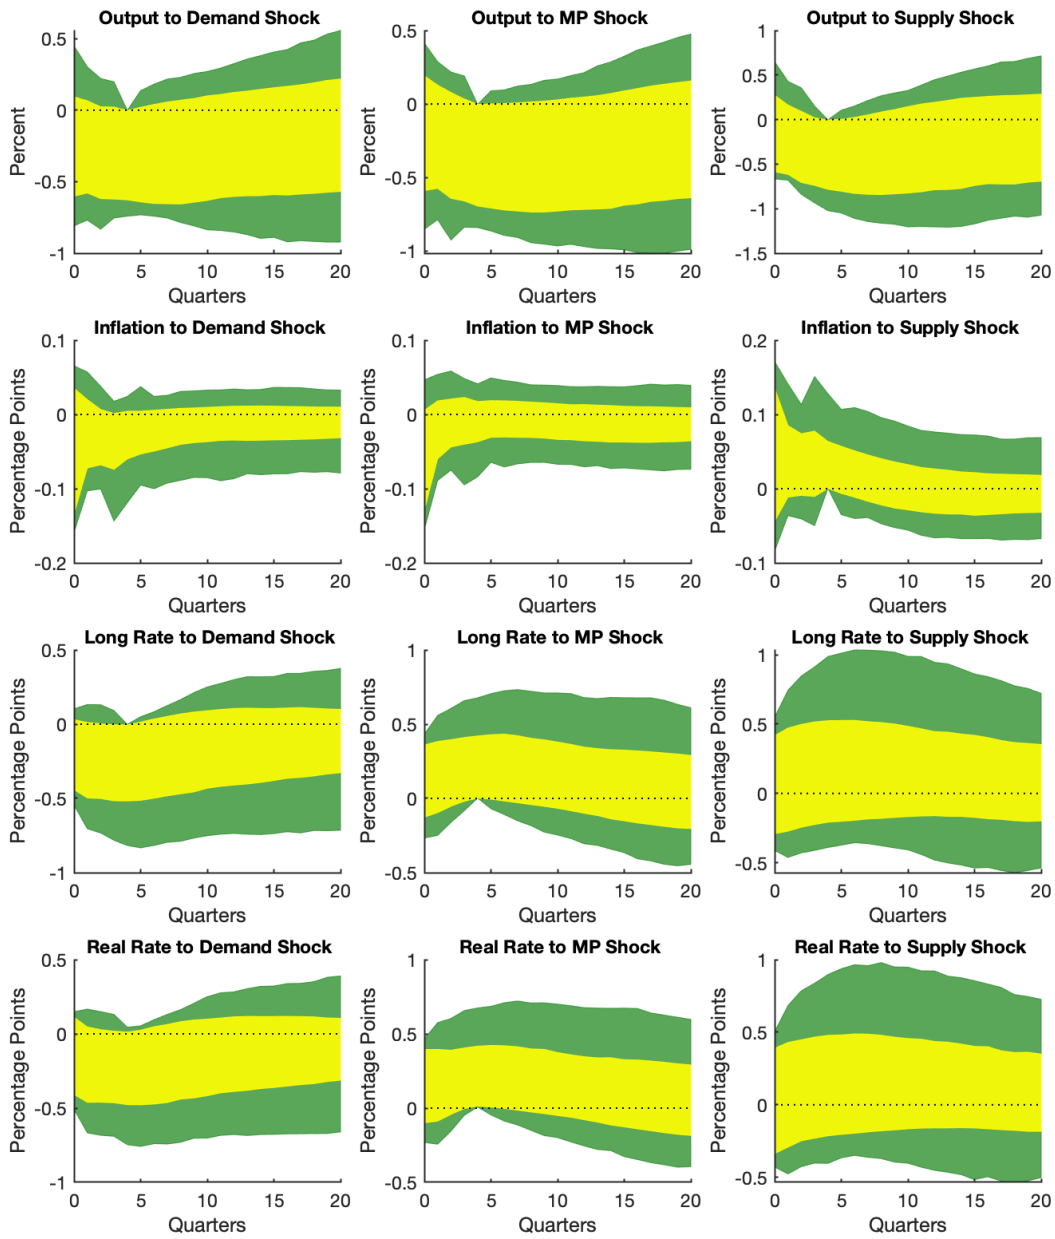 Output to Demand Shock
Percent
0.5
0
-0.5
-1
0 5 10 15 20
Quarters
Output to MP Shock
Percent
0.5
0
-0.5
-1
0 5 10 15 20
Quarters
Output to Supply Shock
Percent
1
0.5
0
-0.5
-1
-1.5
0 5 10 15 20
Quarters
Inflation to Demand Shock
Percentage Points
0.1
0
-0.1
-0.2
0 5 10 15 20
Quarters
Inflation to MP Shock
Percentage Points
0.1
0
-0.1
-0.2
0 5 10 15 20
Quarters
Inflation to Supply Shock
Percentage Points
0.2
0.1
0
-0.1
0 5 10 15 20
Quarters
Long Rate to Demand Shock
Percentage Points
0.5
0
-0.5
-1
0 5 10 15 20
Quarters
Long Rate to MP Shock
Percentage Points
1
0.5
0
-0.5
0 5 10 15 20
Quarters
Long Rate to Supply Shock
Percentage Points
1
0.5
0
-0.5
0 5 10 15 20
Quarters
Real Rate to Demand Shock
Percentage Points
0.5
0
-0.5
-1
0 5 10 15 20
Quarters
Real Rate to MP Shock
Percentage Points
1
0.5
0
-0.5
0 5 10 15 20
Quarters
Real Rate to Supply Shock
Percentage Points
1
0.5
0
-0.5
0 5 10 15 20
Quarters